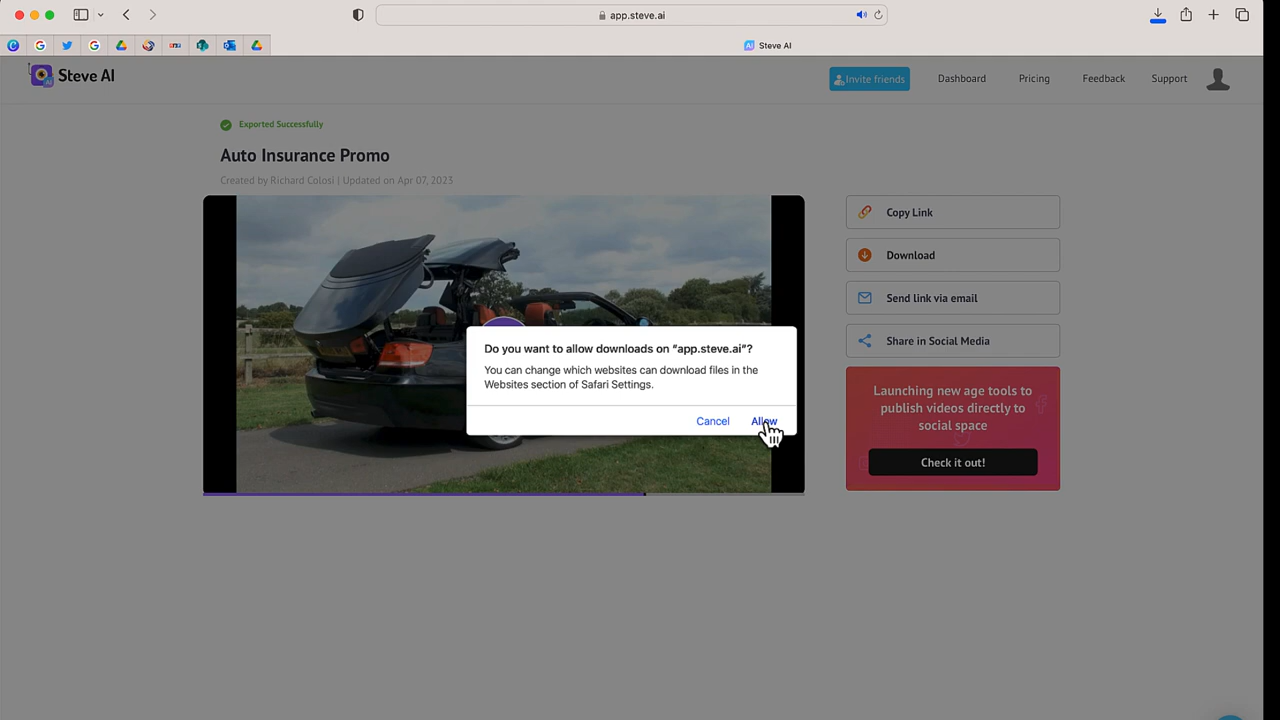 app.steve.ai
Steve AI
Steve AI
Invite friends
Dashboard
Pricing
Feedback
Support
Exported Successfully
Auto Insurance Promo
Created by Richard Colosi | Updated on Apr 07, 2023
Copy Link
Download
Send link via email
Share in Social Media
Do you want to allow downloads on “app.steve.ai”?
You can change which websites can download files in the
Websites section of Safari Settings.
Cancel
Allow
Launching new age tools to
publish videos directly to
social space
Check it out!